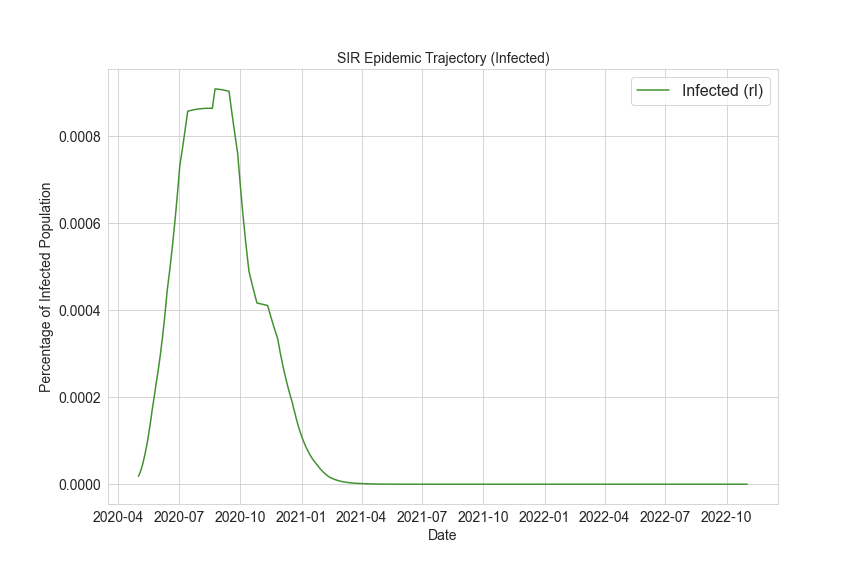 SIR Epidemic Trajectory (Infected)
Infected (rI)
Percentage of Infected Population
0.0008
0.0006
0.0004
0.0002
0.0000
2020-04 2020-07 2020-10 2021-01 2021-04 2021-07 2021-10 2022-01 2022-04 2022-07 2022-10
Date